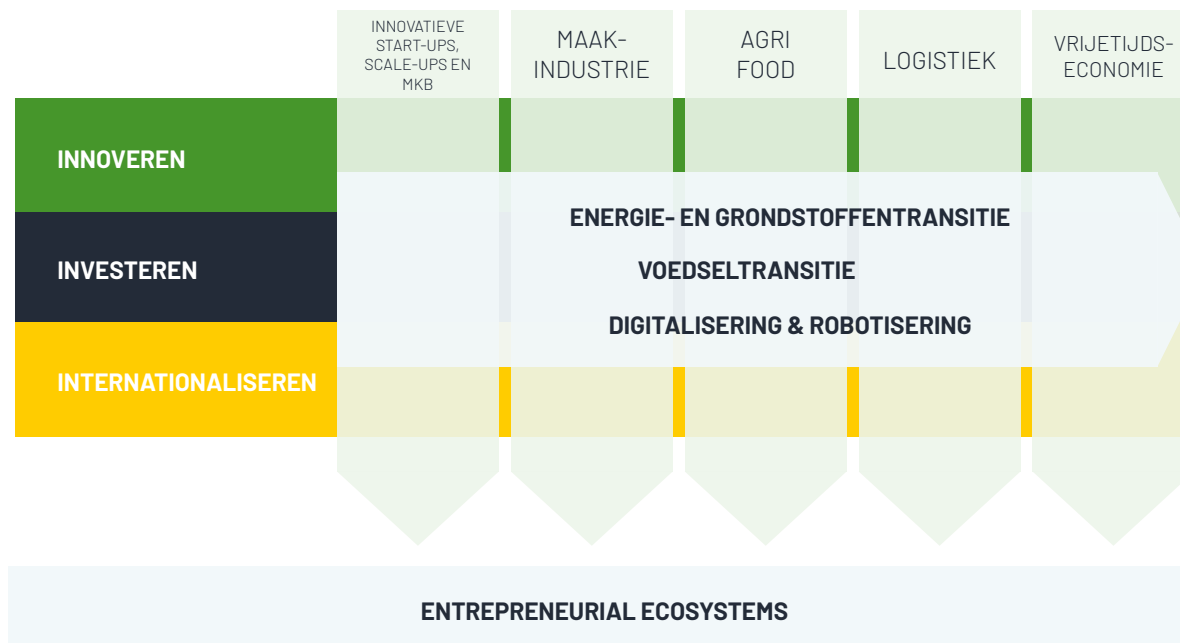 INNOVATIEVE
START-UPS,
SCALE-UPS EN
MKB
MAAK-
INDUSTRIE
AGRI
FOOD
LOGISTIEK
VRIJETIJDS-
ECONOMIE
INNOVEREN
INVESTEREN
INTERNATIONALISEREN
ENERGIE- EN GRONDSTOFFENTRANSITIE
VOEDSELTRANSITIE
DIGITALISERING & ROBOTISERING
ENTREPRENEURIAL ECOSYSTEMS